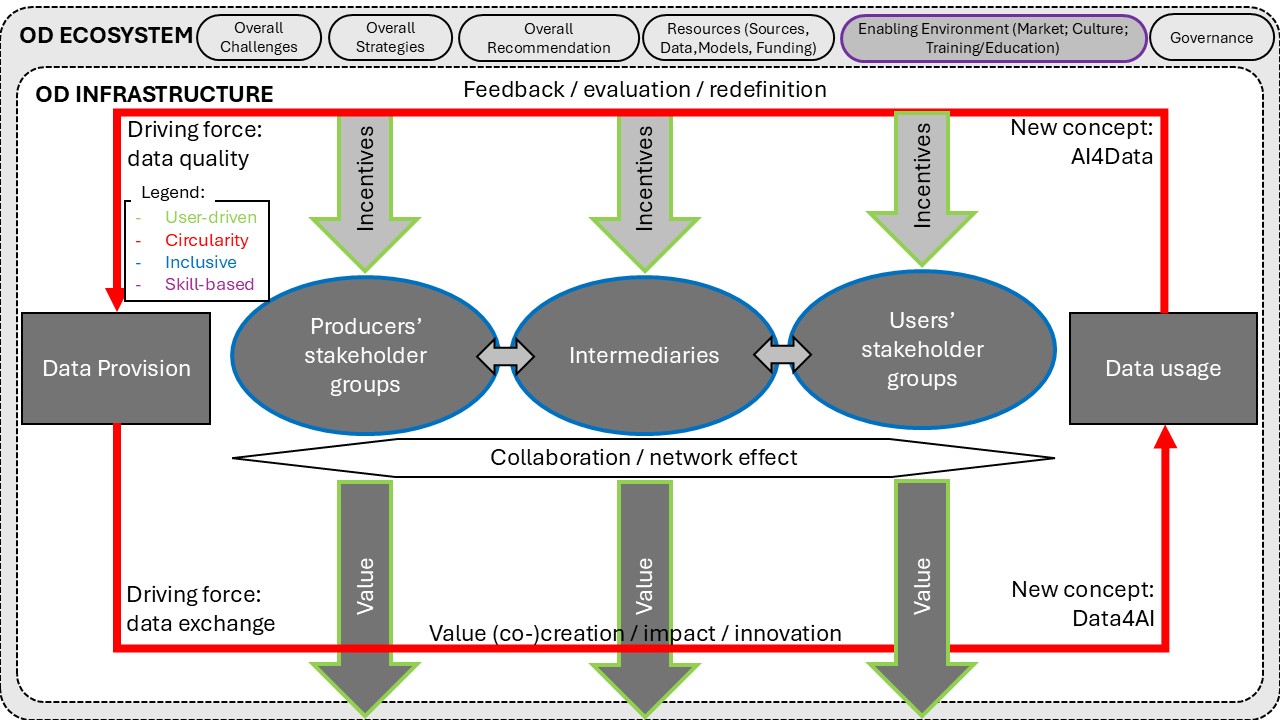 OD ECOSYSTEM
Overall
Challenges
Overall
Strategies
Overall
Recommendation
Resources (Sources,
Data,Models, Funding)
Enabling Environment (Market; Culture;
Training/Education)
Governance
OD INFRASTRUCTURE
Feedback / evaluation / redefinition
Driving force:
data quality
New concept:
AI4Data
Incentives
Incentives
Incentives
Legend:
- User-driven
- Circularity
- Inclusive
- Skill-based
Data Provision
Producers’
stakeholder
groups
Intermediaries
Users’
stakeholder
groups
Data usage
Collaboration / network effect
Value
Value
Value
Driving force:
data exchange
New concept:
Data4AI
Value (co-)creation / impact / innovation